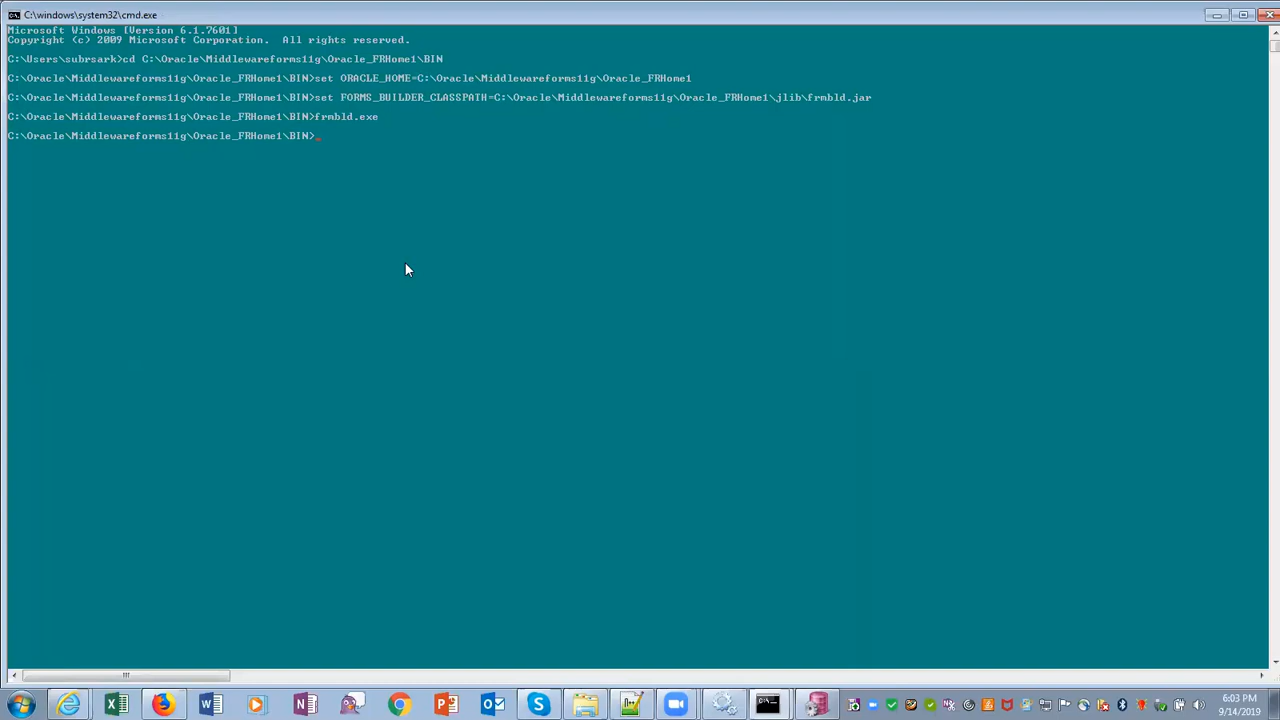 C:\windows\system32\cmd.exe
Microsoft Windows [Version 6.1.7601]
Copyright (c) 2009 Microsoft Corporation.  All rights reserved.
C:\Users\subrsark>cd C:\Oracle\Middlewareforms11g\Oracle_FRHome1\BIN
C:\Oracle\Middlewareforms11g\Oracle_FRHome1\BIN>set ORACLE_HOME=C:\Oracle\Middlewareforms11g\Oracle_FRHome1
C:\Oracle\Middlewareforms11g\Oracle_FRHome1\BIN>set FORMS_BUILDER_CLASSPATH=C:\Oracle\Middlewareforms11g\Oracle_FRHome1\jlib\frmbld.jar
C:\Oracle\Middlewareforms11g\Oracle_FRHome1\BIN>frmbld.exe
C:\Oracle\Middlewareforms11g\Oracle_FRHome1\BIN>
6:03 PM
9/14/2019